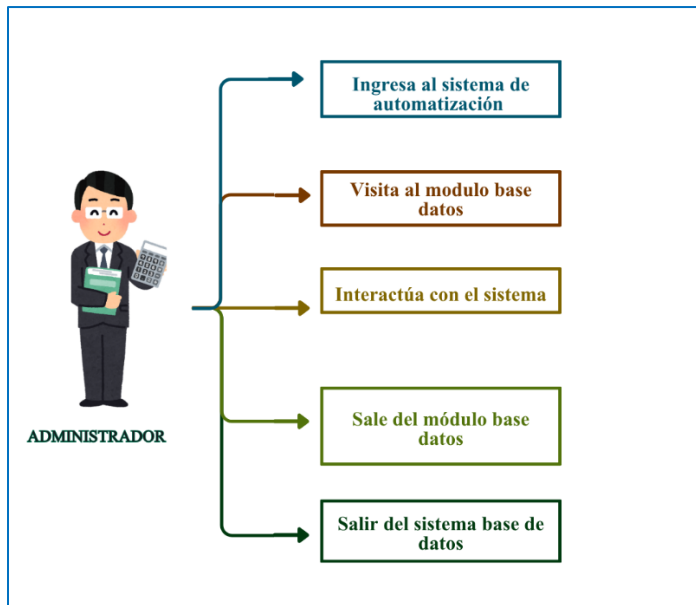 Ingresa al sistema de
automatización
Visita al modulo base
datos
Interactúa con el sistema
Sale del módulo base
datos
ADMINISTRADOR
Salir del sistema base de
datos